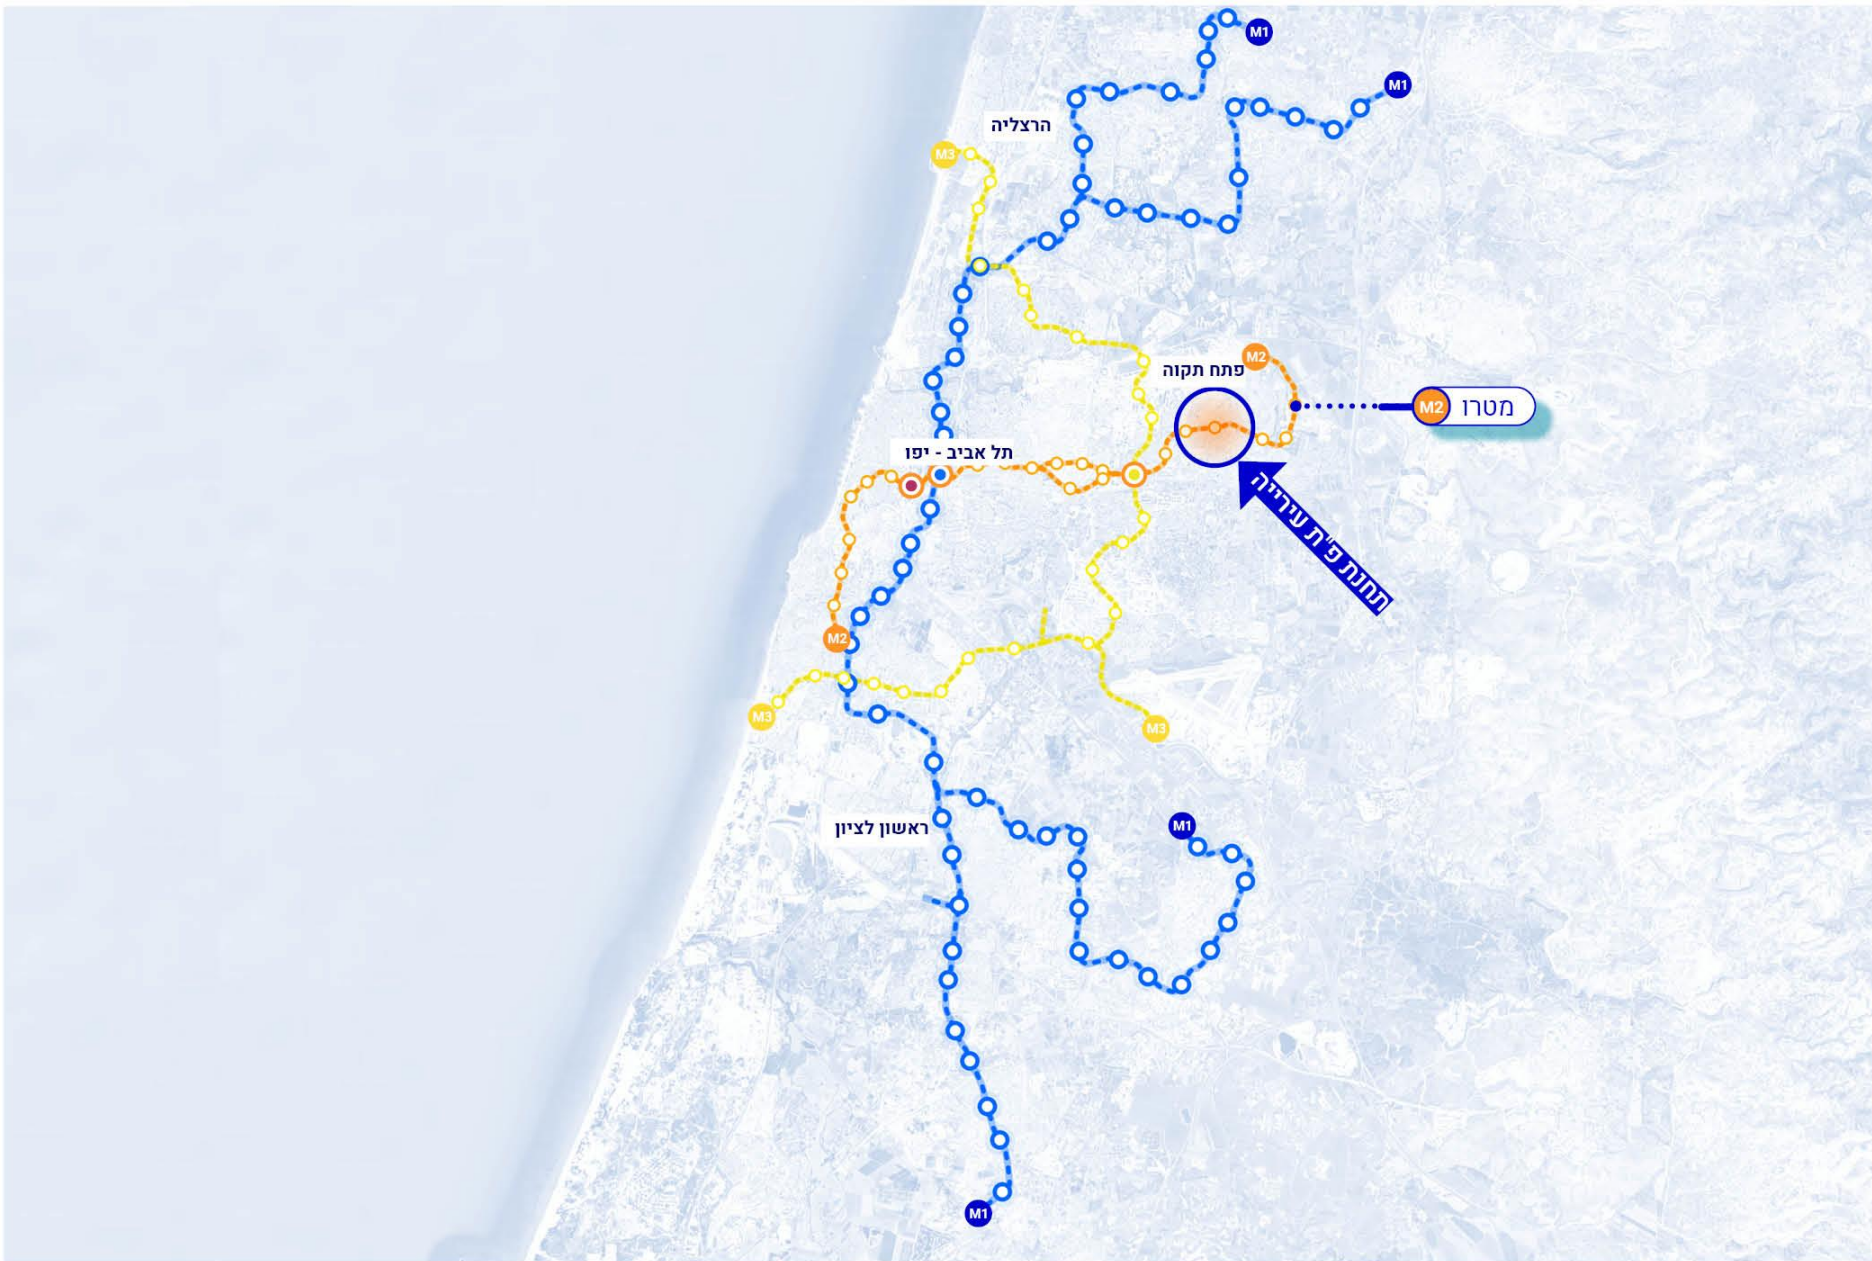 M1
M1
הרצליה
M3
M2
פתח תקוה
M2 מטרו
תל אביב - יפו
תחנת פ"ת עירייה
M2
M3
M3
ראשון לציון
M1
M1